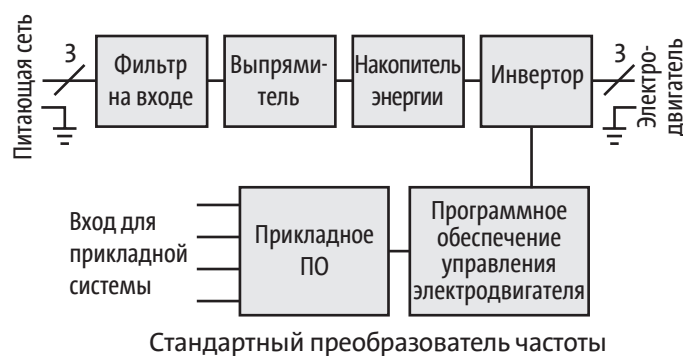 Питающая сеть
3
Фильтр
на входе
Выпрями-
тель
Накопитель
энергии
Инвертор
3
Электро-
двигатель
Вход для
прикладной
системы
Прикладное
ПО
Программное
обеспечение
управления
электродвигателя
Стандартный преобразователь частоты